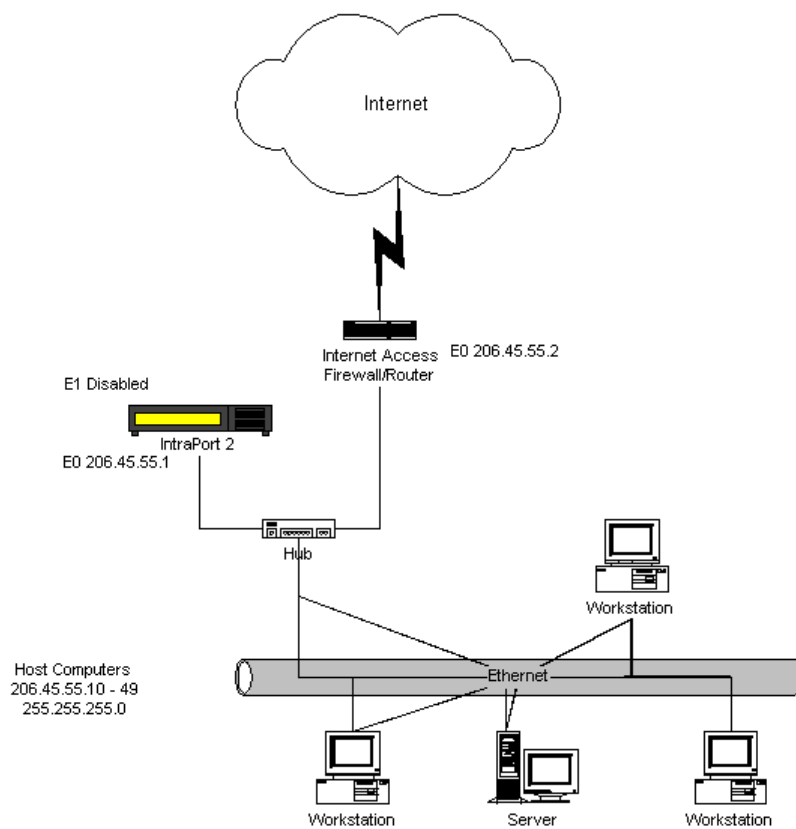 Internet
Internet Access
Firewall/Router
E0 206.45.55.2
E1 Disabled
IntraPort 2
E0 206.45.55.1
Hub
Workstation
Host Computers
206.45.55.10 - 49
255.255.255.0
Ethernet
Workstation
Server
Workstation